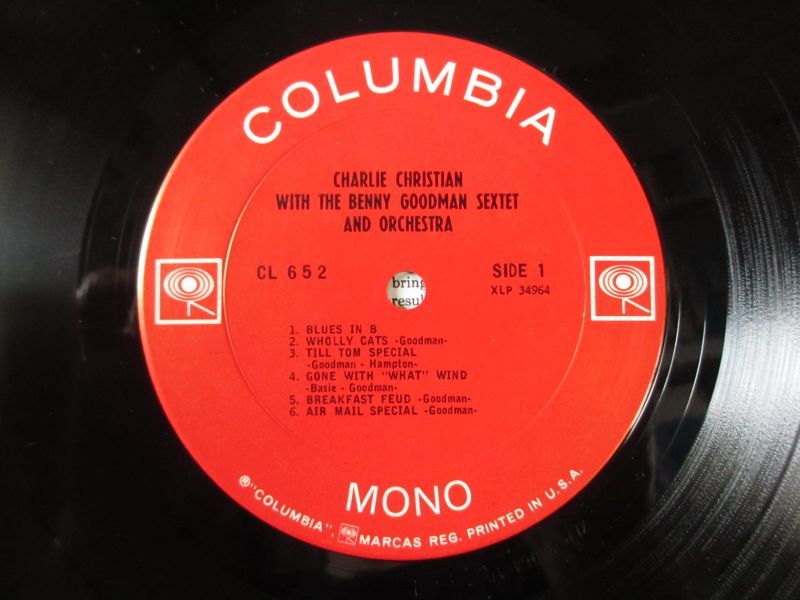 COLUMBIA
CHARLIE CHRISTIAN
WITH THE BENNY GOODMAN SEXTET
AND ORCHESTRA
CL 652
SIDE 1
XLP 34964
bring
resul
1. BLUES IN B
2. WHOLLY CATS -Goodman-
3. TILL TOM SPECIAL
-Goodman - Hampton-
4. GONE WITH "WHAT" WIND
-Basie - Goodman-
5. BREAKFAST FEUD -Goodman-
6. AIR MAIL SPECIAL -Goodman-
MONO
® "COLUMBIA", MARCAS REG. PRINTED IN U.S.A.